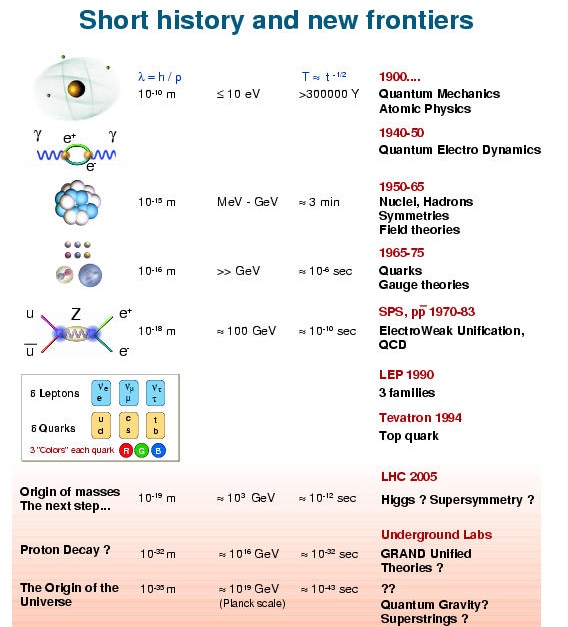 Short history and new frontiers
λ = h / p T ≈ t -1/2 1900....
10-10 m ≤ 10 eV >300000 Y Quantum Mechanics
Atomic Physics
1940-50
γ e+ γ
e-
Quantum Electro Dynamics
1950-65
10-15 m MeV - GeV ≈ 3 min Nuclei, Hadrons
Symmetries
Field theories
1965-75
10-16 m >> GeV ≈ 10-6 sec Quarks
Gauge theories
SPS, pp̅ 1970-83
u Z e+
10-18 m ≈ 100 GeV ≈ 10-10 sec ElectroWeak Unification,
QCD
u̅ e-
LEP 1990
3 families
6 Leptons νe νμ ντ
e μ τ
Tevatron 1994
Top quark
6 Quarks u c t
d s b
3 "Colors" each quark R G B
LHC 2005
Origin of masses
The next step...
10-19 m ≈ 103 GeV ≈ 10-12 sec Higgs ? Supersymmetry ?
Underground Labs
Proton Decay ? 10-32 m ≈ 1016 GeV ≈ 10-32 sec GRAND Unified
Theories ?
The Origin of the
Universe
10-35 m ≈ 1019 GeV ≈ 10-43 sec ??
(Planck scale)
Quantum Gravity?
Superstrings ?